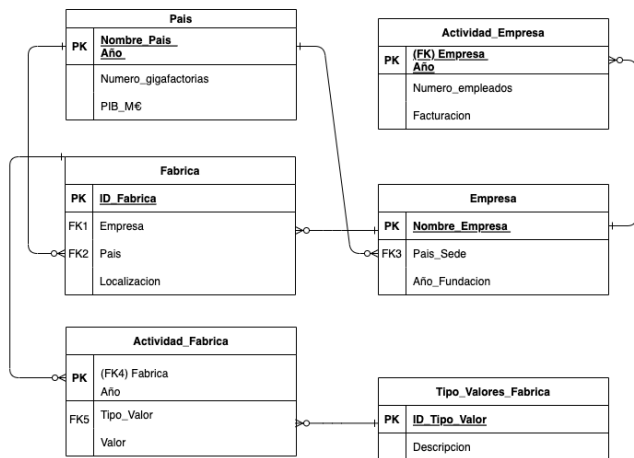 Pais
PK
Nombre_Pais
Año
Numero_gigafactorias
PIB_M€
Actividad_Empresa
PK
(FK) Empresa
Año
Numero_empleados
Facturacion
Fabrica
PK ID_Fabrica
FK1 Empresa
FK2 Pais
Localizacion
Empresa
PK Nombre_Empresa
FK3 Pais_Sede
Año_Fundacion
Actividad_Fabrica
PK
(FK4) Fabrica
Año
FK5 Tipo_Valor
Valor
Tipo_Valores_Fabrica
PK ID_Tipo_Valor
Descripcion